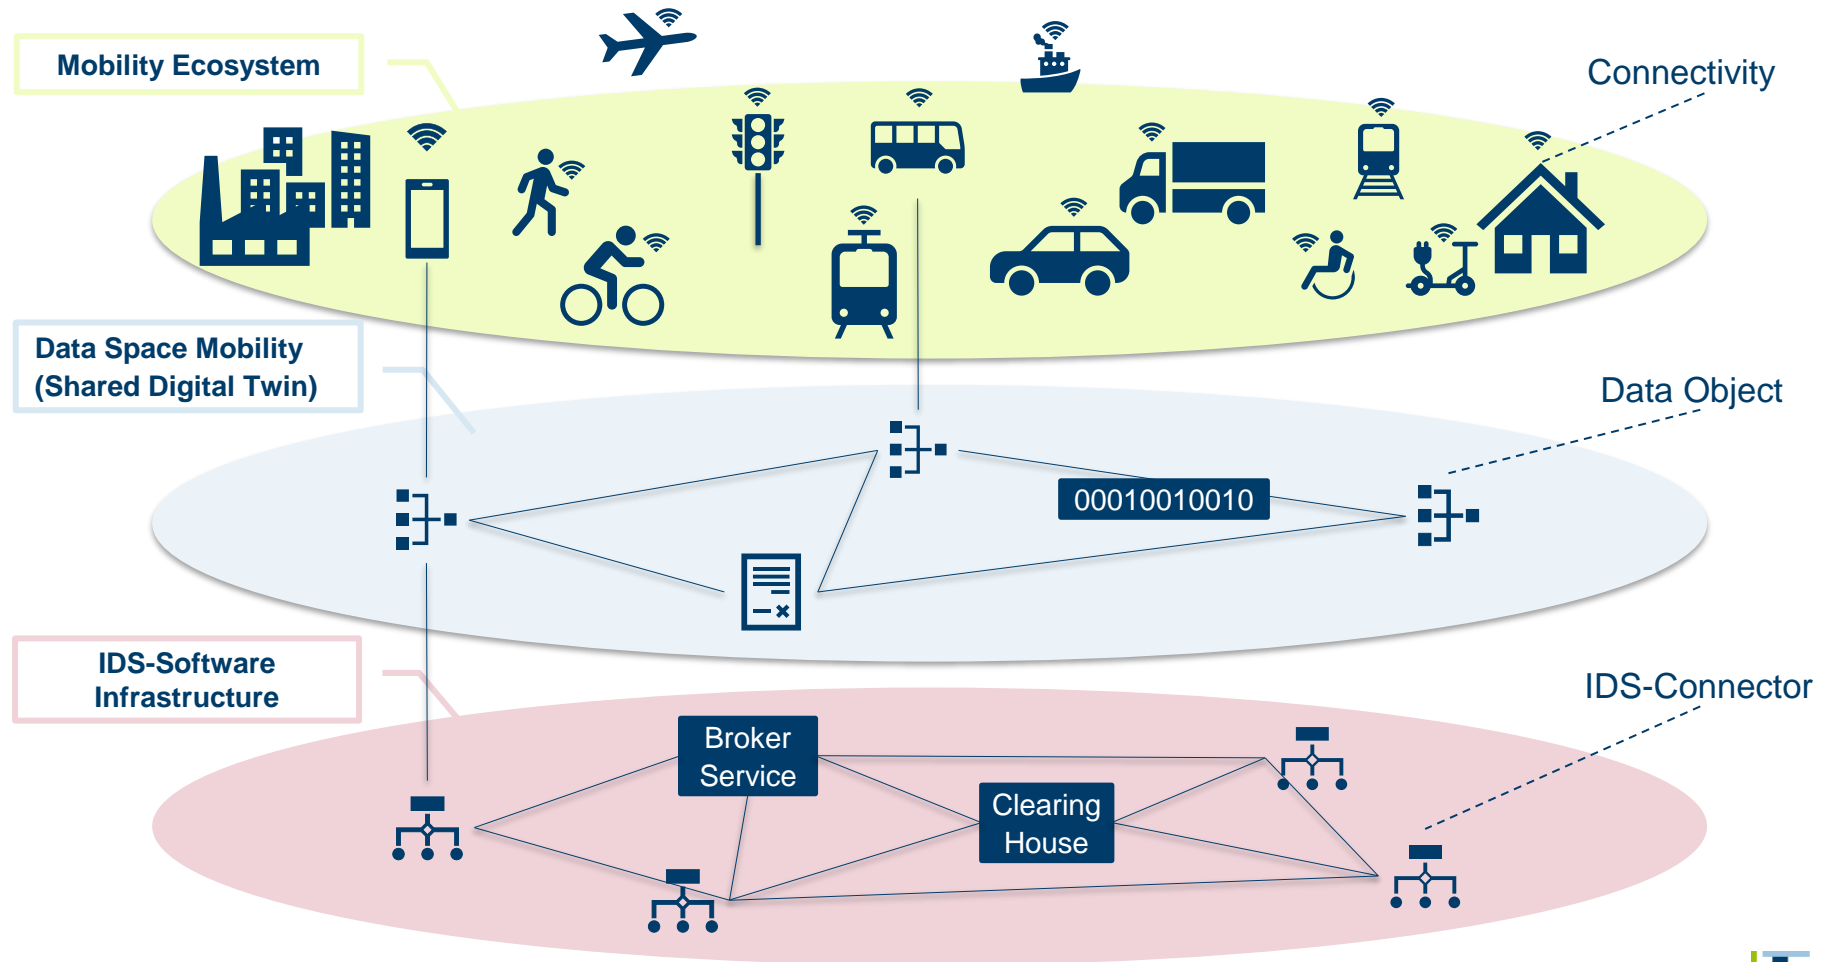 Mobility Ecosystem
Connectivity
Data Space Mobility
(Shared Digital Twin)
Data Object
00010010010
IDS-Software
Infrastructure
IDS-Connector
Broker
Service
Clearing
House